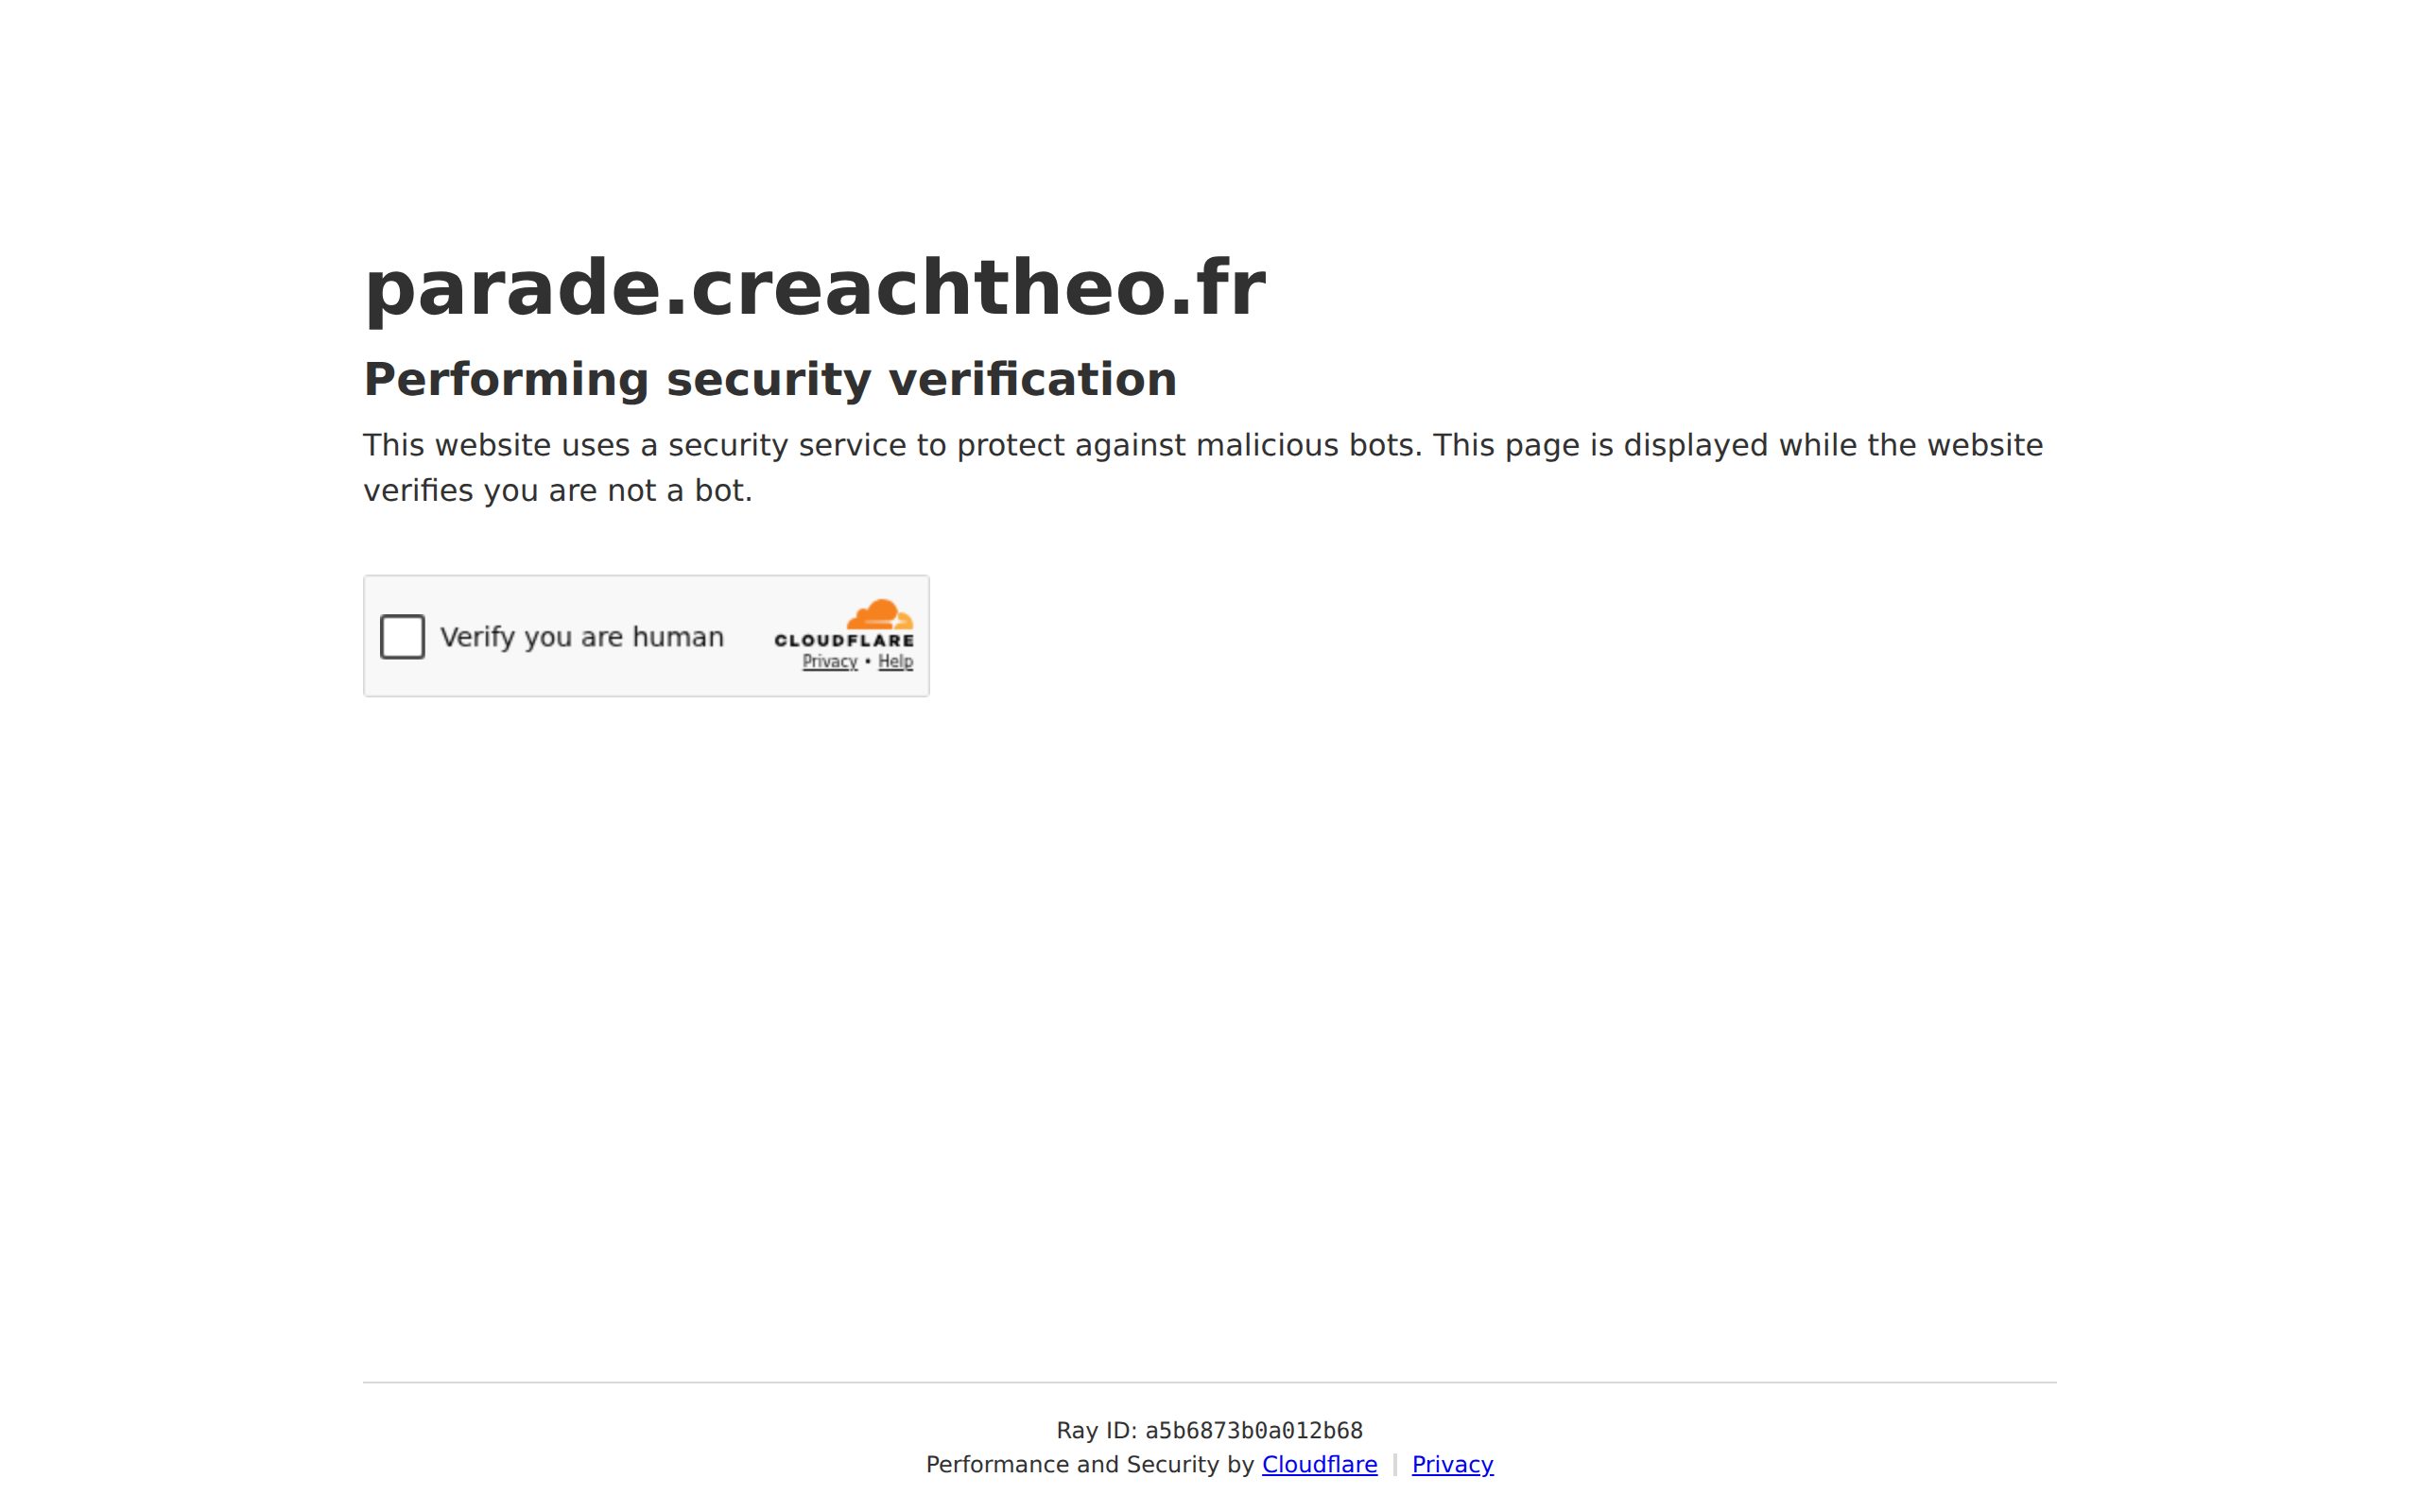 parade.creachtheo.fr
Performing security verification
This website uses a security service to protect against malicious bots. This page is displayed while the website
verifies you are not a bot.
Verify you are human
CLOUDFLARE
Privacy • Help
Ray ID: a5b6873b0a012b68
Performance and Security by Cloudflare | Privacy